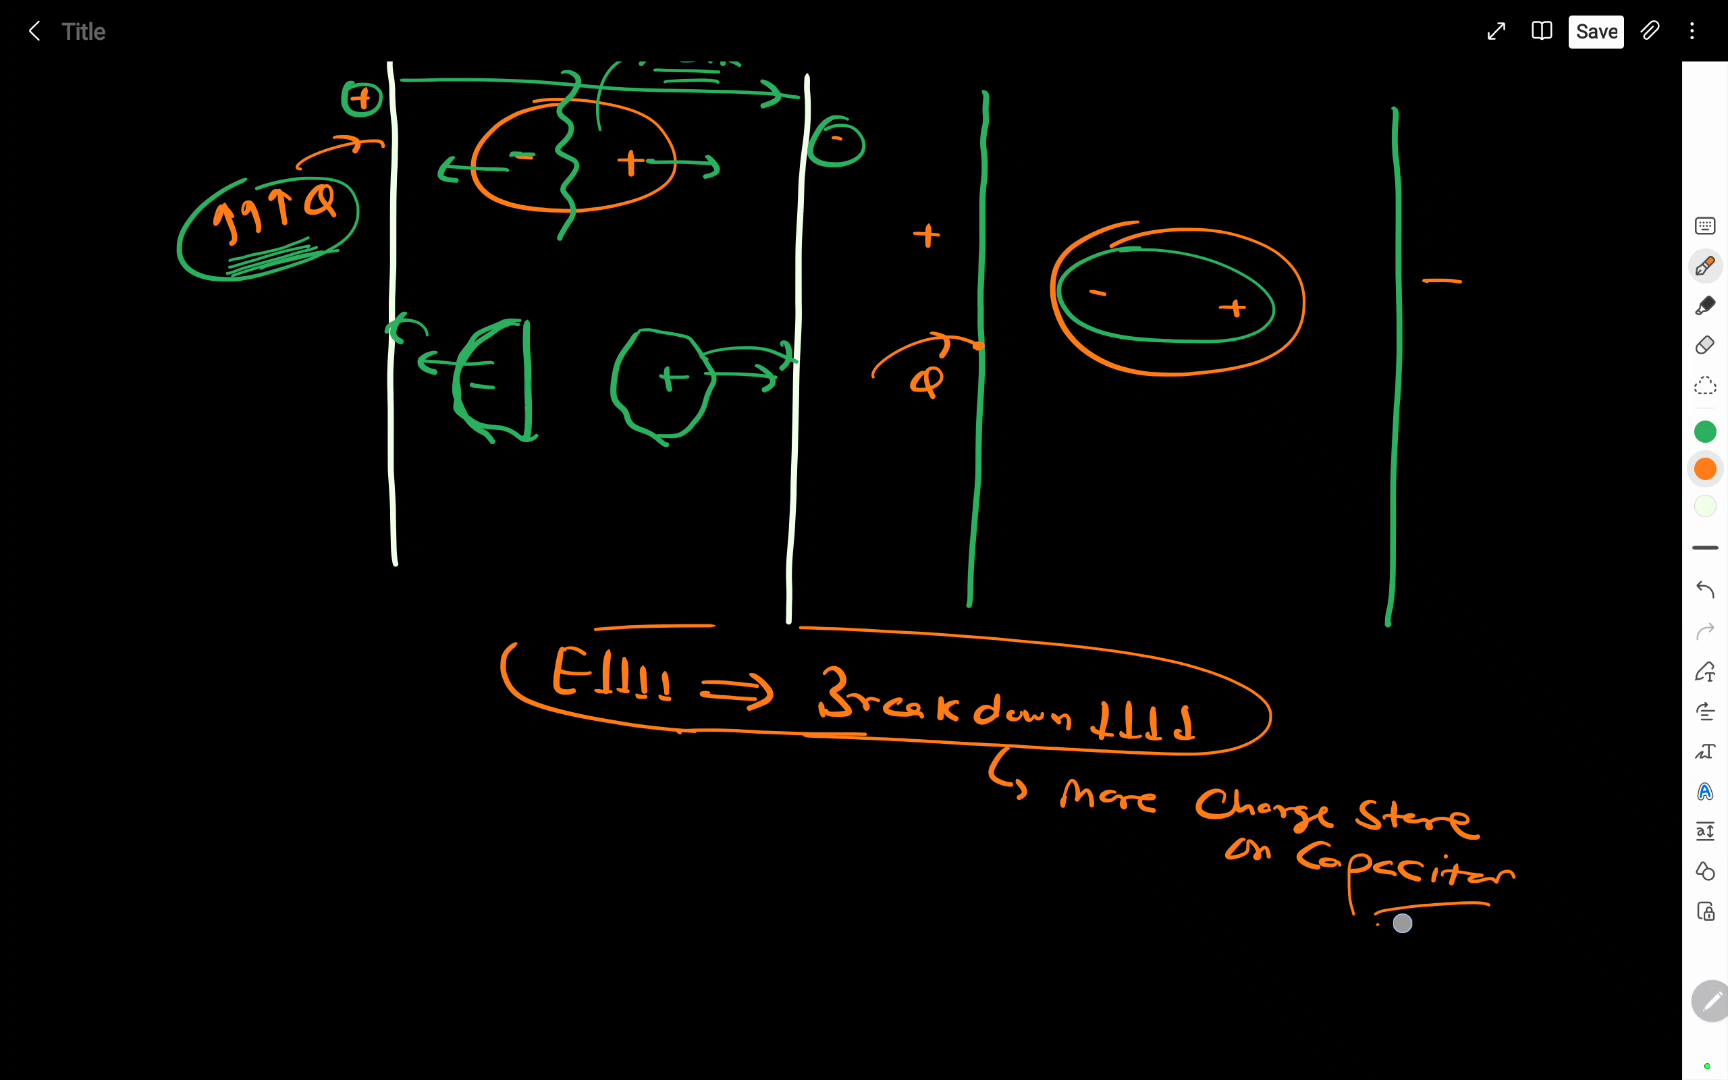 Title
Save
+
-
- +
↑↑↑ Q
+
-
- +
- +
Q
E↓↓↓↓ ⇒ Breakdown ↓↓↓↓
↳ More Charge Store
on Capacitor